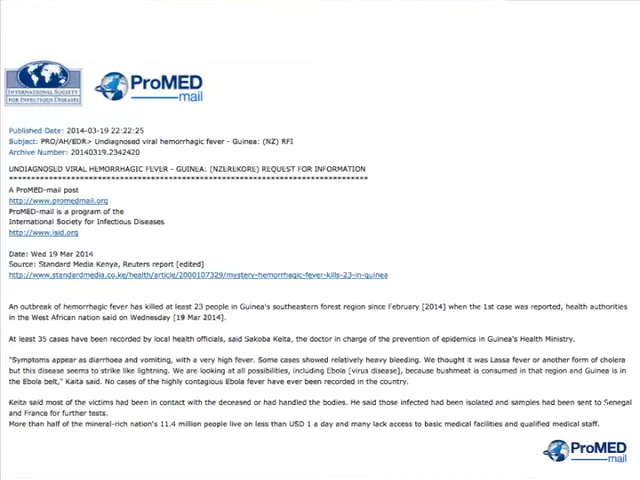 INTERNATIONAL SOCIETY
FOR INFECTIOUS DISEASES
ProMED
mail
Published Date: 2014-03-19 22:22:25
Subject: PRO/AH/EDR> Undiagnosed viral hemorrhagic fever - Guinea: (NZ) RFI
Archive Number: 20140319.2342420
UNDIAGNOSED VIRAL HEMORRHAGIC FEVER - GUINEA: (NZEREKORE) REQUEST FOR INFORMATION
************************************************************************************
A ProMED-mail post
http://www.promedmail.org
ProMED-mail is a program of the
International Society for Infectious Diseases
http://www.isid.org
Date: Wed 19 Mar 2014
Source: Standard Media Kenya, Reuters report [edited]
http://www.standardmedia.co.ke/health/article/2000107329/mystery-hemorrhagic-fever-kills-23-in-guinea
An outbreak of hemorrhagic fever has killed at least 23 people in Guinea's southeastern forest region since February [2014] when the 1st case was reported, health authorities
in the West African nation said on Wednesday [19 Mar 2014].
At least 35 cases have been recorded by local health officials, said Sakoba Keita, the doctor in charge of the prevention of epidemics in Guinea's Health Ministry.
"Symptoms appear as diarrhoea and vomiting, with a very high fever. Some cases showed relatively heavy bleeding. We thought it was Lassa fever or another form of cholera
but this disease seems to strike like lightning. We are looking at all possibilities, including Ebola [virus disease], because bushmeat is consumed in that region and Guinea is in
the Ebola belt," Kaita said. No cases of the highly contagious Ebola fever have ever been recorded in the country.
Keita said most of the victims had been in contact with the deceased or had handled the bodies. He said those infected had been isolated and samples had been sent to Senegal
and France for further tests.
More than half of the mineral-rich nation's 11.4 million people live on less than USD 1 a day and many lack access to basic medical facilities and qualified medical staff.
ProMED
mail